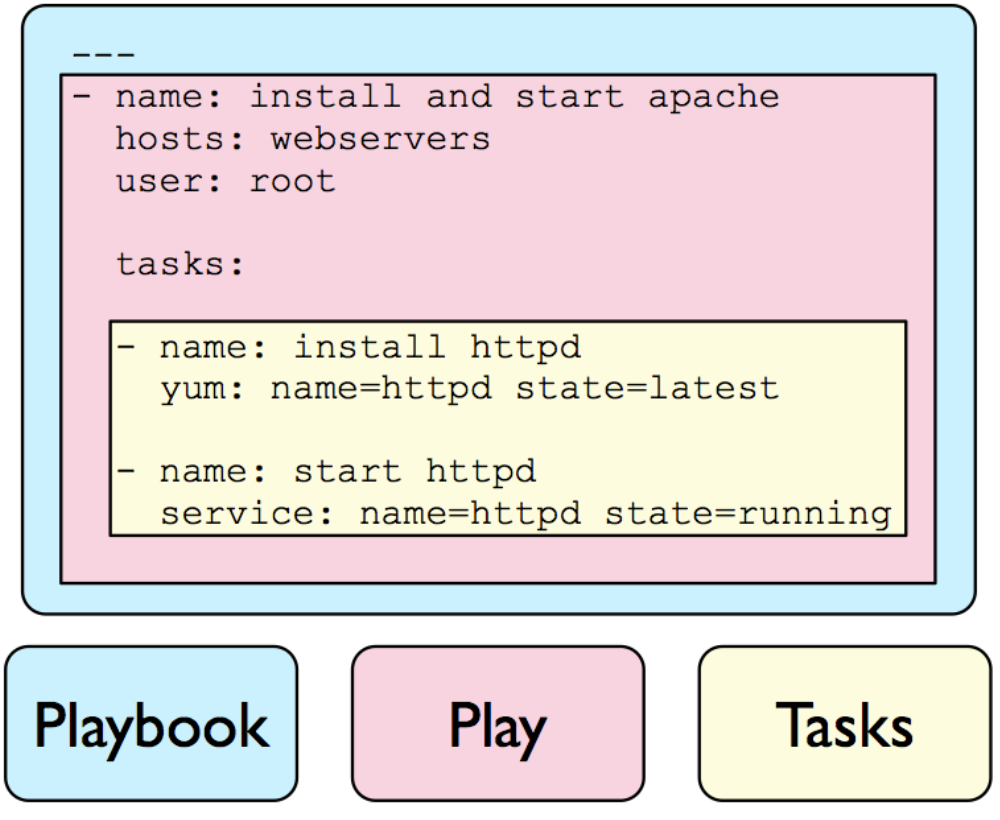 ---
- name: install and start apache
  hosts: webservers
  user: root
  tasks:
  - name: install httpd
    yum: name=httpd state=latest
  - name: start httpd
    service: name=httpd state=running
Playbook
Play
Tasks